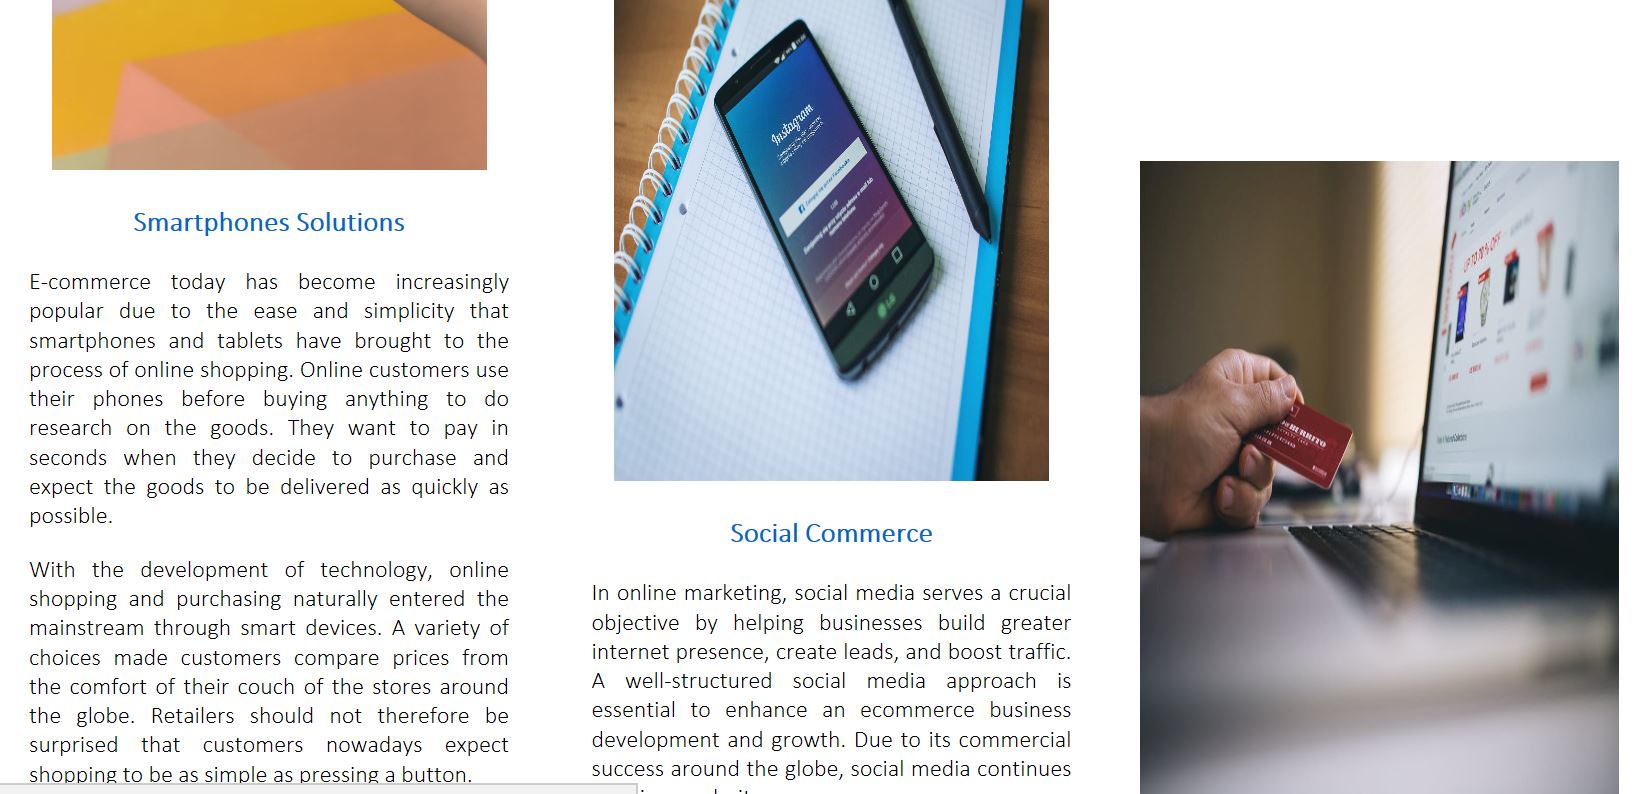 Smartphones Solutions
E-commerce today has become increasingly
popular due to the ease and simplicity that
smartphones and tablets have brought to the
process of online shopping. Online customers use
their phones before buying anything to do
research on the goods. They want to pay in
seconds when they decide to purchase and
expect the goods to be delivered as quickly as
possible.
With the development of technology, online
shopping and purchasing naturally entered the
mainstream through smart devices. A variety of
choices made customers compare prices from
the comfort of their couch of the stores around
the globe. Retailers should not therefore be
surprised that customers nowadays expect
shopping to be as simple as pressing a button.
Instagram
LG
Social Commerce
In online marketing, social media serves a crucial
objective by helping businesses build greater
internet presence, create leads, and boost traffic.
A well-structured social media approach is
essential to enhance an ecommerce business
development and growth. Due to its commercial
success around the globe, social media continues
UP TO 70% OFF
BURRITO